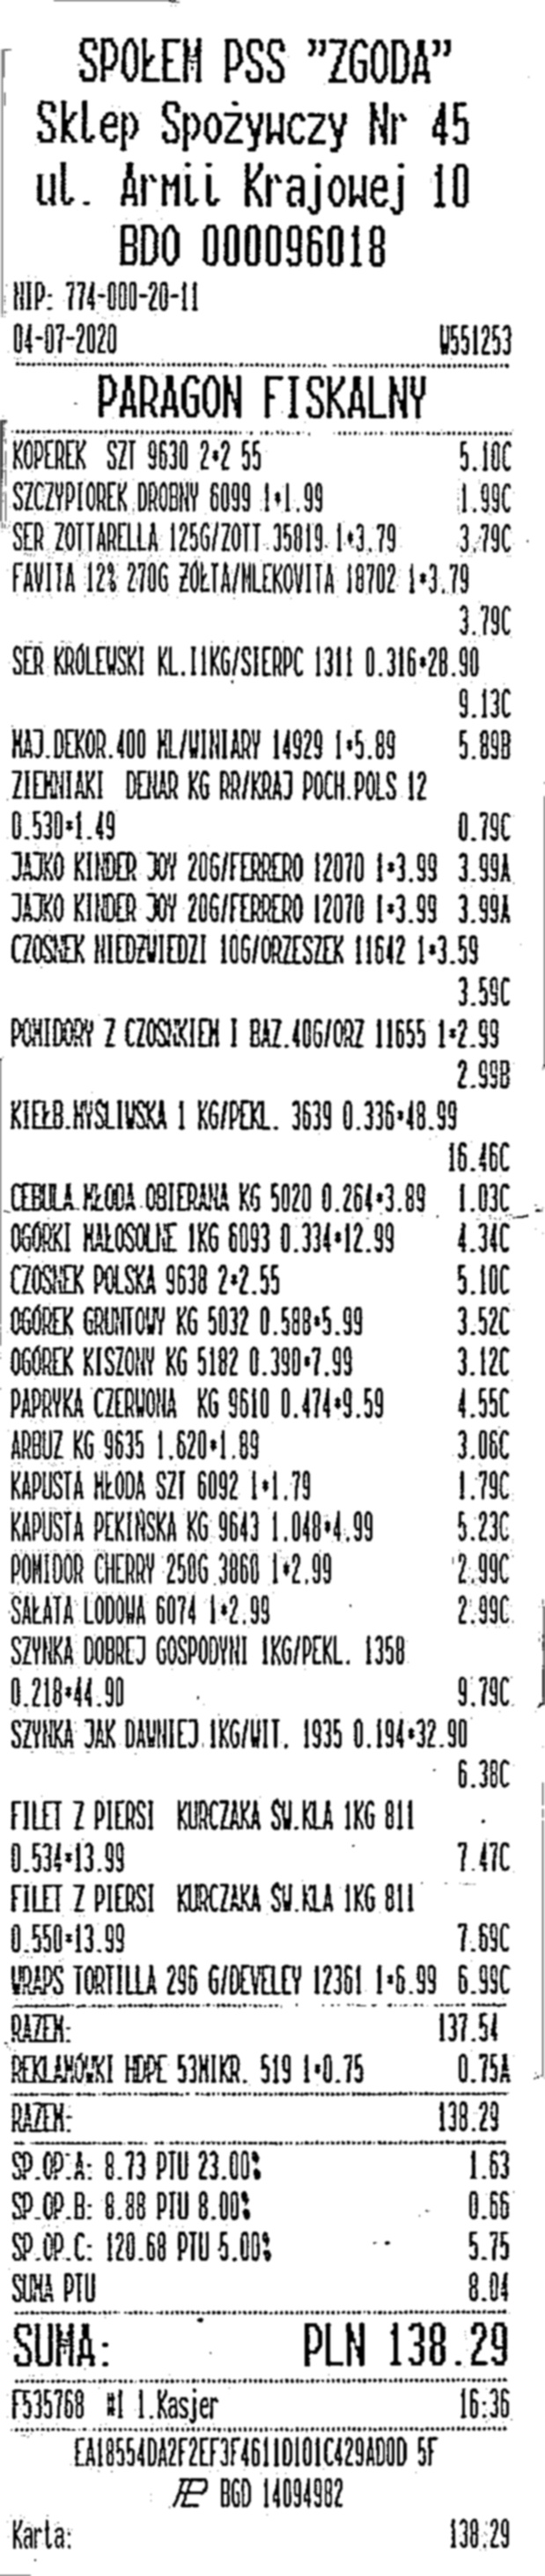 SPOŁEM PSS "ZGODA"
Sklep Spożywczy Nr 45
ul. Armii Krajowej 10
BDO 000096018
NIP: 774-000-20-11
04-07-2020 W551253
PARAGON FISKALNY
KOPEREK SZT 9630 2*2 55 5.10C
SZCZYPIOREK DROBNY 6099 1*1.99 1.99C
SER ZOTTARELLA 125G/ZOTT 35819 1*3.79 3.79C
FAVITA 12% 270G ŻÓŁTA/MLEKOVITA 18702 1*3.79
3.79C
SER KRÓLEWSKI KL.I1KG/SIERPC 1311 0.316*28.90
9.13C
MAJ.DEKOR.400 ML/WINIARY 14929 1*5.89 5.89B
ZIEMNIAKI DENAR KG RR/KRAJ POCH.POLS 12
0.530*1.49 0.79C
JAJKO KINDER JOY 20G/FERRERO 12070 1*3.99 3.99A
JAJKO KINDER JOY 20G/FERRERO 12070 1*3.99 3.99A
CZOSNEK NIEDZWIEDZI 10G/ORZESZEK 11642 1*3.59
3.59C
POMIDORY Z CZOSNKIEM I BAZ.40G/ORZ 11655 1*2.99
2.99B
KIEŁB.MYŚLIWSKA 1 KG/PEKL. 3639 0.336*48.99
16.46C
CEBULA MŁODA OBIERANA KG 5020 0.264*3.89 1.03C
OGÓRKI MAŁOSOLNE 1KG 6093 0.334*12.99 4.34C
CZOSNEK POLSKA 9638 2*2.55 5.10C
OGÓREK GRUNTOWY KG 5032 0.588*5.99 3.52C
OGÓREK KISZONY KG 5182 0.390*7.99 3.12C
PAPRYKA CZERWONA KG 9610 0.474*9.59 4.55C
ARBUZ KG 9635 1.620*1.89 3.06C
KAPUSTA MŁODA SZT 6092 1*1.79 1.79C
KAPUSTA PEKIŃSKA KG 9643 1.048*4.99 5.23C
POMIDOR CHERRY 250G 3860 1*2.99 2.99C
SAŁATA LODOWA 6074 1*2.99 2.99C
SZYNKA DOBREJ GOSPODYNI 1KG/PEKL. 1358
0.218*44.90 9.79C
SZYNKA JAK DAWNIEJ 1KG/WIT. 1935 0.194*32.90
6.38C
FILET Z PIERSI KURCZAKA ŚW.KLA 1KG 811
0.534*13.99 7.47C
FILET Z PIERSI KURCZAKA ŚW.KLA 1KG 811
0.550*13.99 7.69C
WRAPS TORTILLA 296 G/DEVELEY 12361 1*6.99 6.99C
RAZEM: 137.54
REKLAMÓWKI HDPE 53MIKR. 519 1*0.75 0.75A
RAZEM: 138.29
SP.OP.A: 8.73 PTU 23.00% 1.63
SP.OP.B: 8.88 PTU 8.00% 0.66
SP.OP.C: 120.68 PTU 5.00% 5.75
SUMA PTU 8.04
SUMA: PLN 138.29
F535768 #1 1.Kasjer 16:36
EA18554DA2F2EF3F4611D101C429AD0D 5F
BGD 14094982
Karta: 138.29